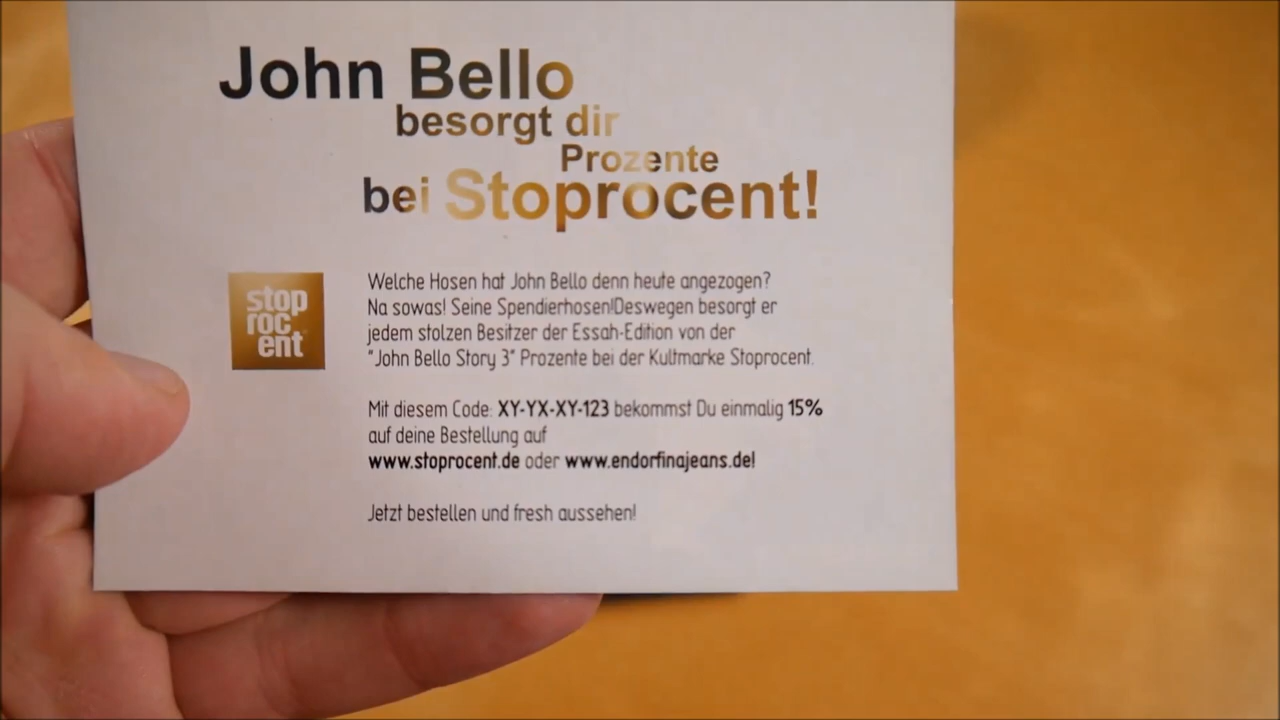 John Bello
besorgt dir
Prozente
bei Stoprocent!
stop
roc
ent
Welche Hosen hat John Bello denn heute angezogen?
Na sowas! Seine Spendierhosen!Deswegen besorgt er
jedem stolzen Besitzer der Essah-Edition von der
"John Bello Story 3" Prozente bei der Kultmarke Stoprocent.
Mit diesem Code: XY-YX-XY-123 bekommst Du einmalig 15%
auf deine Bestellung auf
www.stoprocent.de oder www.endorfinajeans.de!
Jetzt bestellen und fresh aussehen!